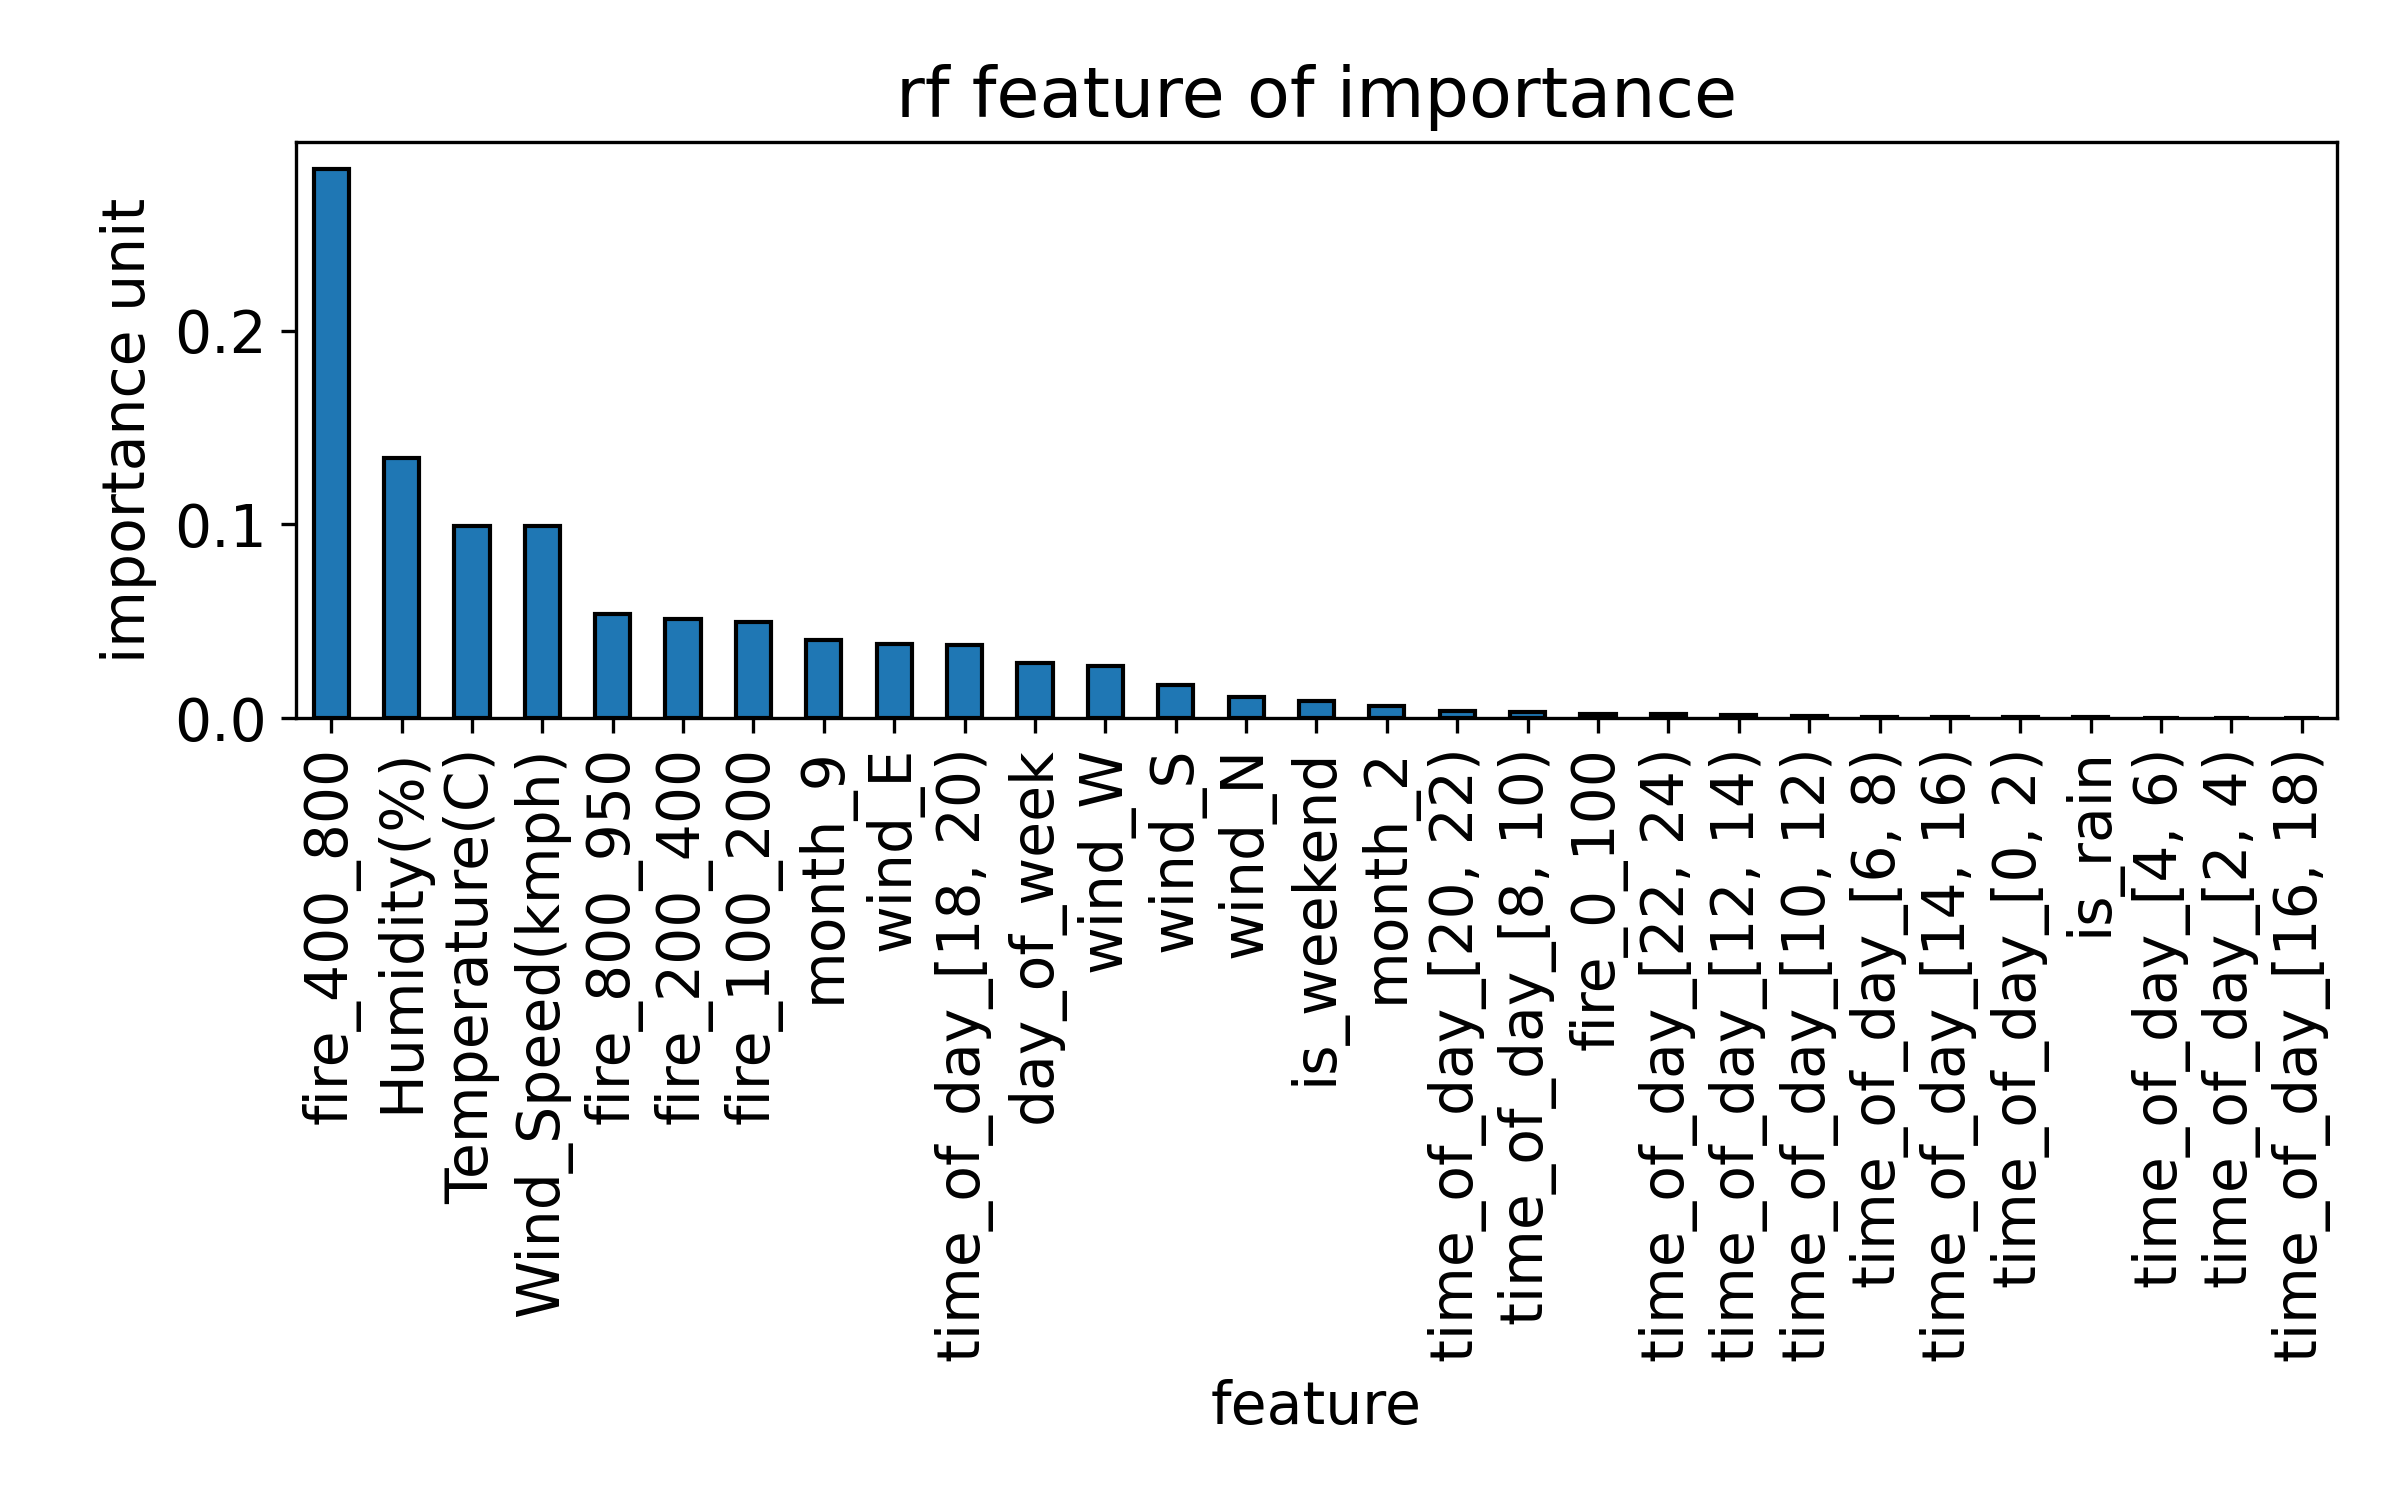 rf feature of importance
importance unit
0.2
0.1
0.0
fire_400_800
Humidity(%)
Temperature(C)
Wind_Speed(kmph)
fire_800_950
fire_200_400
fire_100_200
month_9
wind_E
time_of_day_[18, 20)
day_of_week
wind_W
wind_S
wind_N
is_weekend
month_2
time_of_day_[20, 22)
time_of_day_[8, 10)
fire_0_100
time_of_day_[22, 24)
time_of_day_[12, 14)
time_of_day_[10, 12)
time_of_day_[6, 8)
time_of_day_[14, 16)
time_of_day_[0, 2)
is_rain
time_of_day_[4, 6)
time_of_day_[2, 4)
time_of_day_[16, 18)
feature